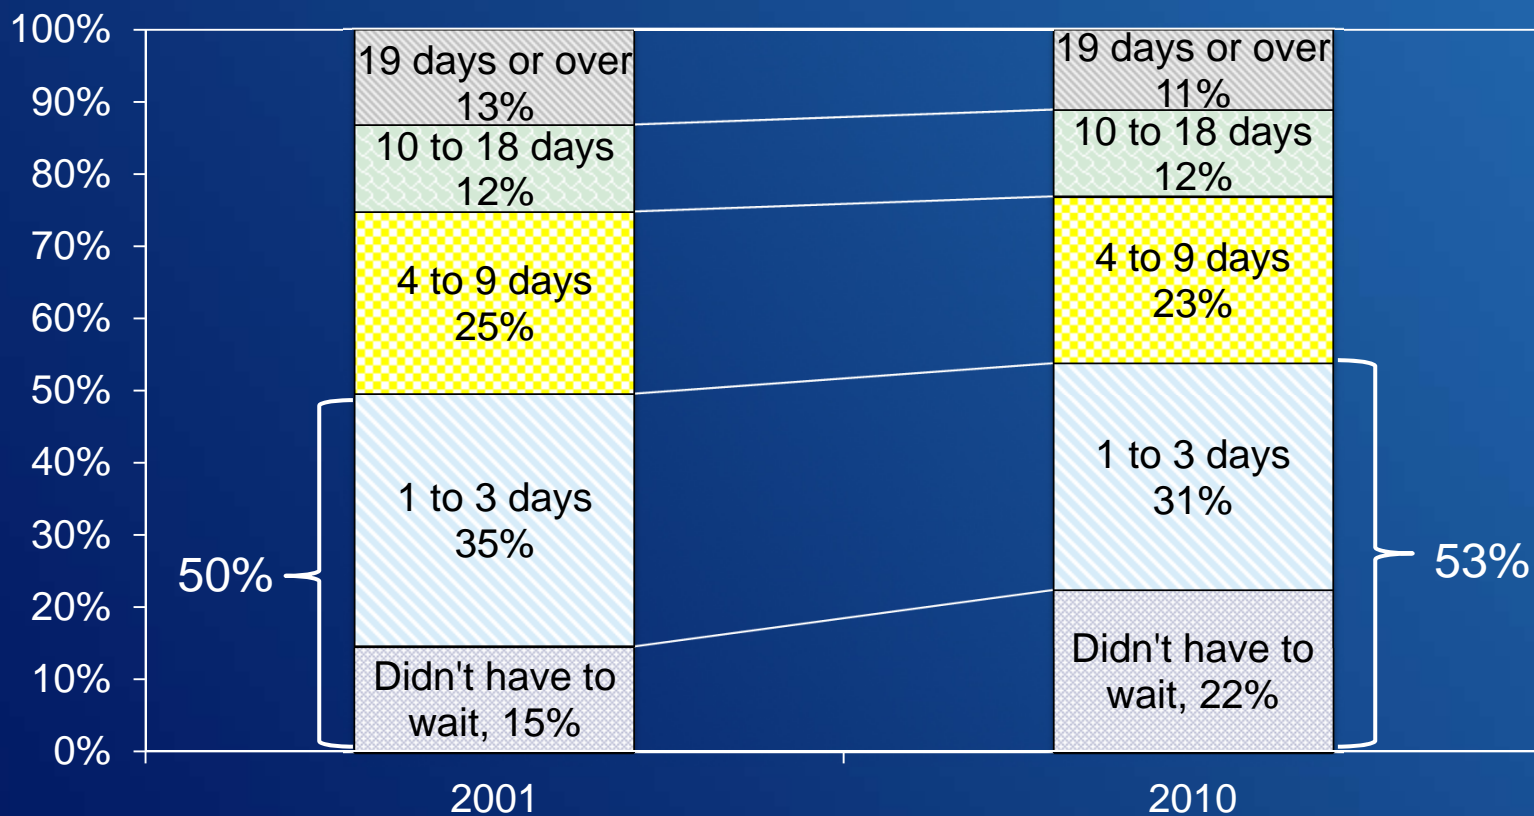 100%
90%
80%
70%
60%
50%
40%
30%
20%
10%
0%
19 days or over
13%
10 to 18 days
12%
4 to 9 days
25%
1 to 3 days
35%
Didn't have to
wait, 15%
50%
19 days or over
11%
10 to 18 days
12%
4 to 9 days
23%
1 to 3 days
31%
Didn't have to
wait, 22%
53%
2001
2010